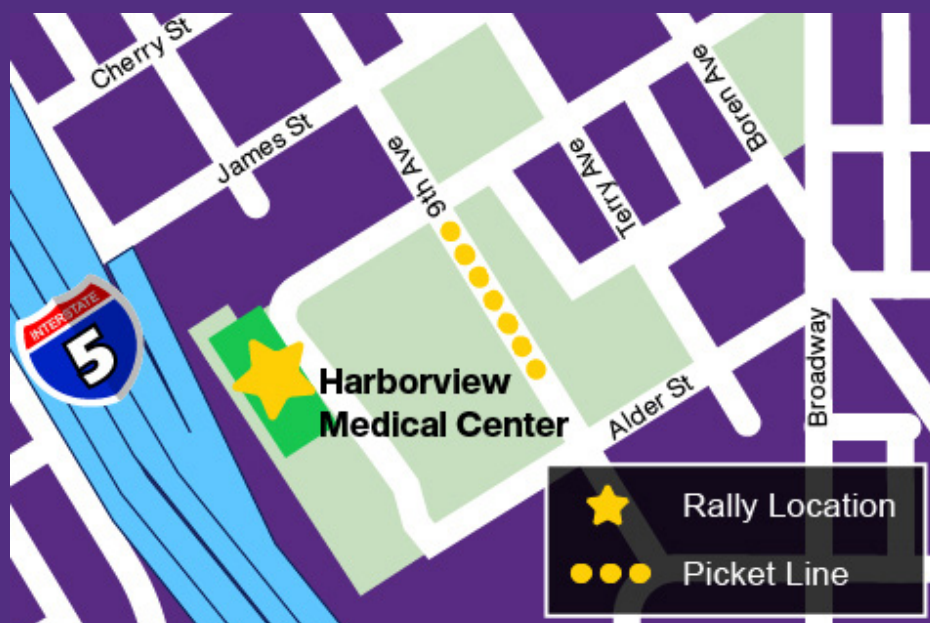 Cherry St
James St
9th Ave
Terry Ave
Boren Ave
INTERSTATE
5
Harborview
Medical Center
Alder St
Broadway
Rally Location
Picket Line